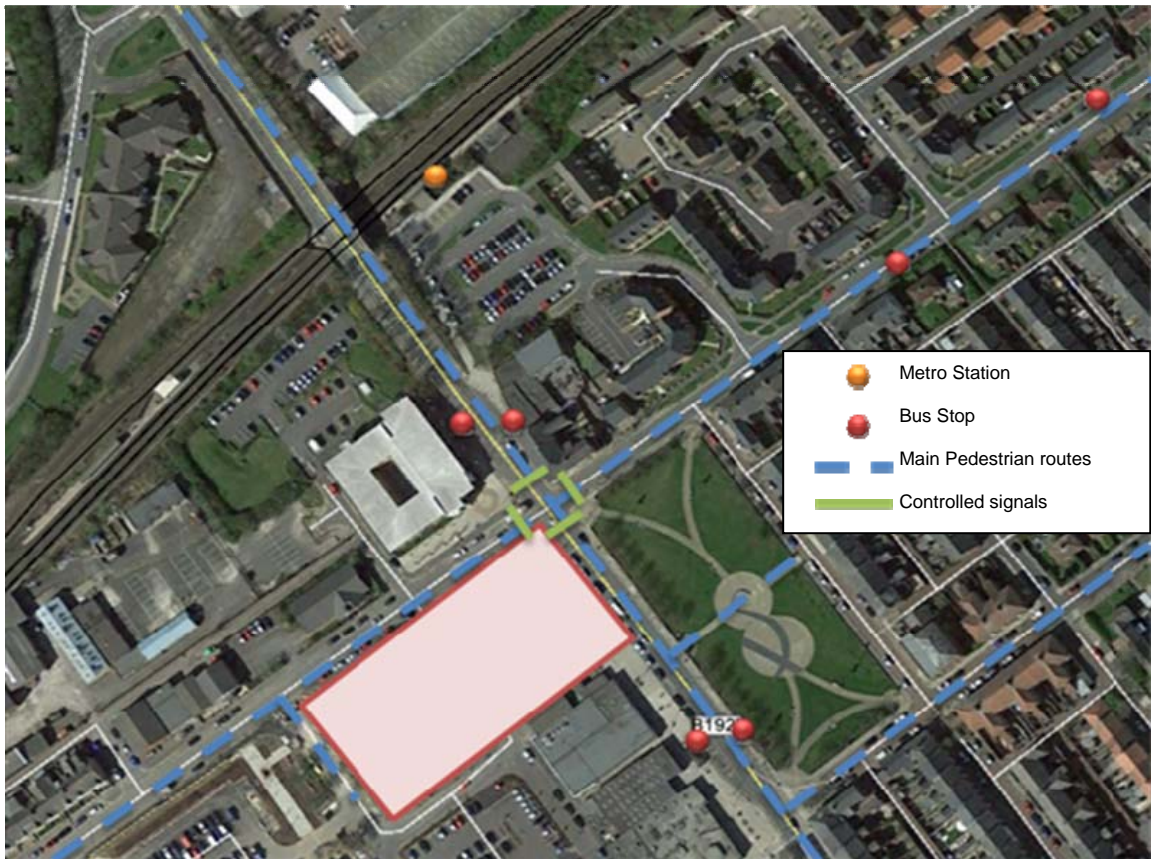 Metro Station
Bus Stop
Main Pedestrian routes
Controlled signals